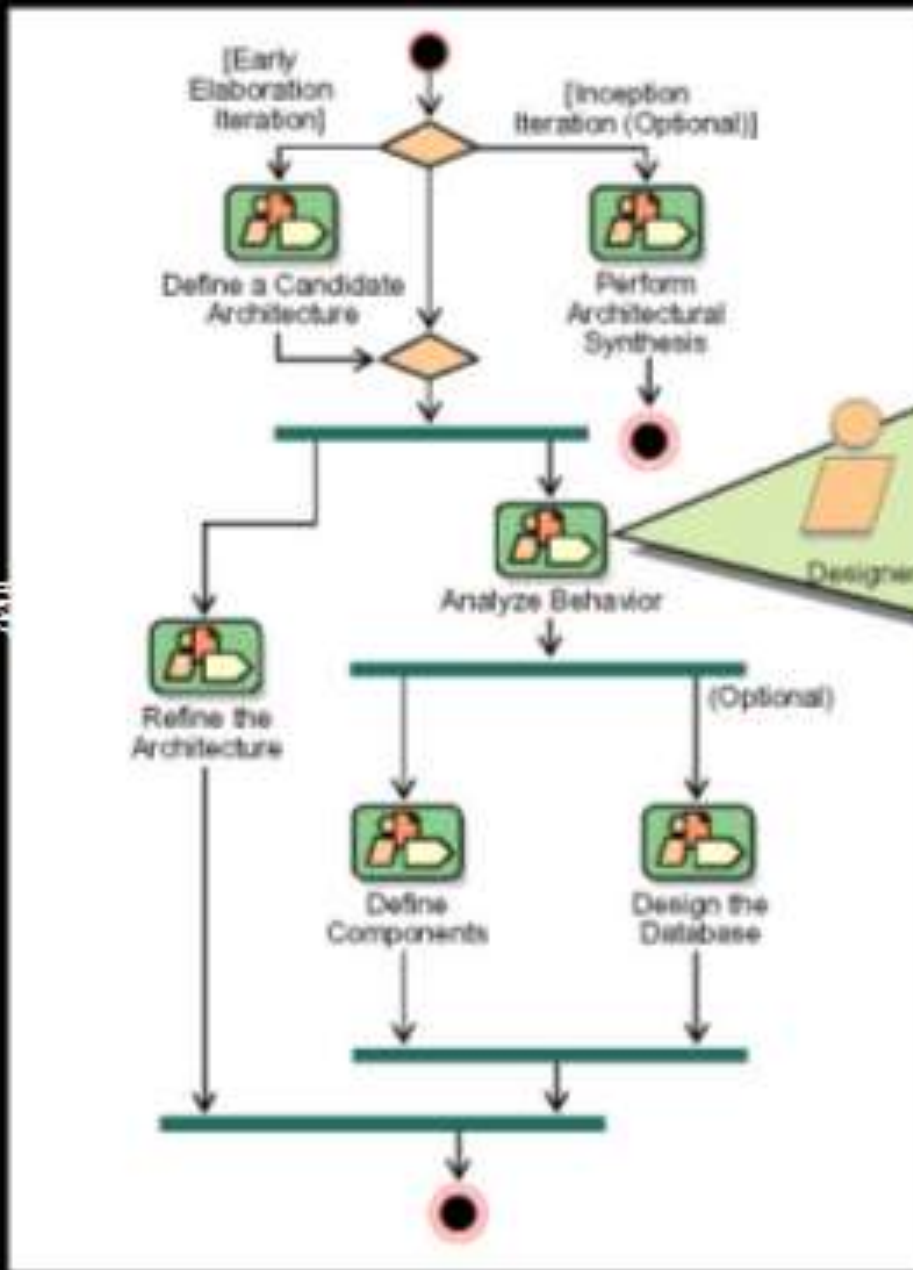 [Early
Elaboration
Iteration]
[Inception
Iteration (Optional)]
Define a Candidate
Architecture
Perform
Architectural
Synthesis
Designe
Analyze Behavior
Refine the
Architecture
(Optional)
Define
Components
Design the
Database